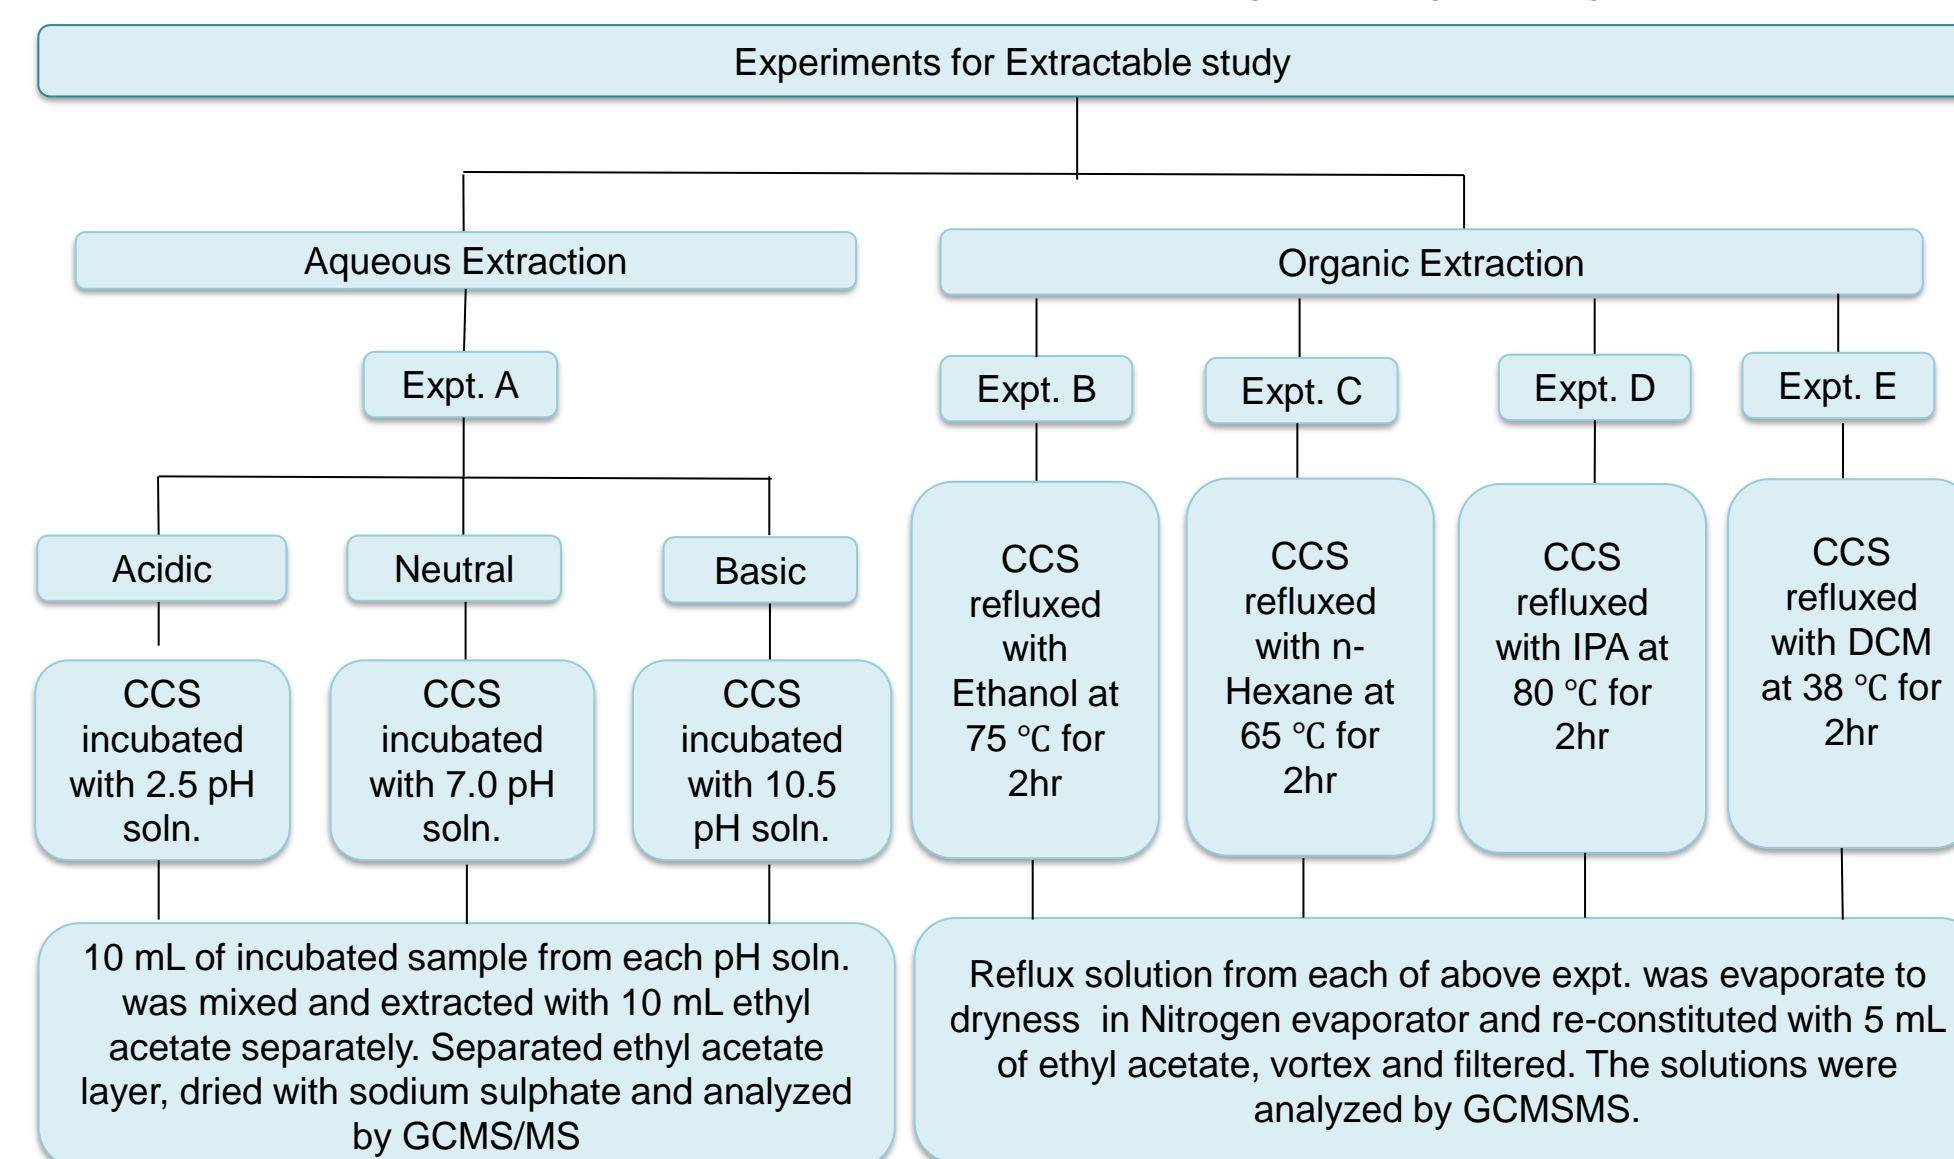 Experiments for Extractable study
Aqueous Extraction
Organic Extraction
Expt. A
Expt. B
Expt. C
Expt. D
Expt. E
Acidic
Neutral
Basic
CCS
incubated
with 2.5 pH
soln.
CCS
incubated
with 7.0 pH
soln.
CCS
incubated
with 10.5
pH soln.
CCS
refluxed
with
Ethanol at
75 ℃ for
2hr
CCS
refluxed
with n-
Hexane at
65 ℃ for
2hr
CCS
refluxed
with IPA at
80 ℃ for
2hr
CCS
refluxed
with DCM
at 38 ℃ for
2hr
10 mL of incubated sample from each pH soln.
was mixed and extracted with 10 mL ethyl
acetate separately. Separated ethyl acetate
layer, dried with sodium sulphate and analyzed
by GCMS/MS
Reflux solution from each of above expt. was evaporate to
dryness in Nitrogen evaporator and re-constituted with 5 mL
of ethyl acetate, vortex and filtered. The solutions were
analyzed by GCMSMS.